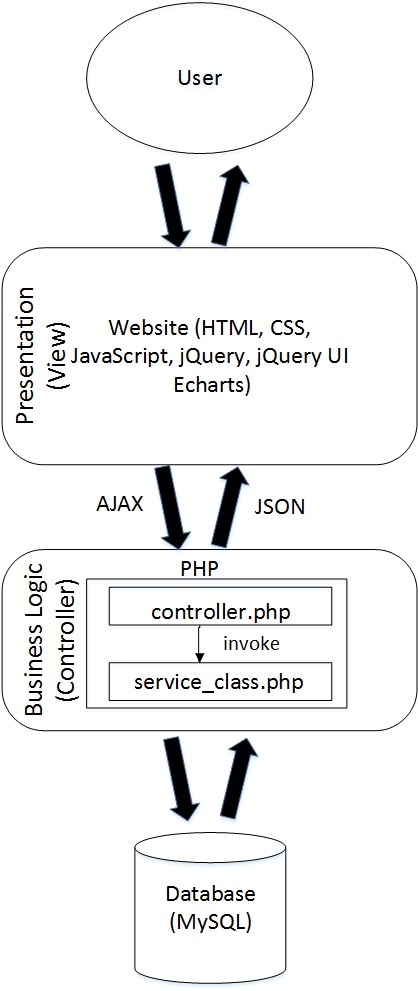 User
Presentation
(View)
Website (HTML, CSS,
JavaScript, jQuery, jQuery UI
Echarts)
AJAX
JSON
Business Logic
(Controller)
PHP
controller.php
invoke
service_class.php
Database
(MySQL)